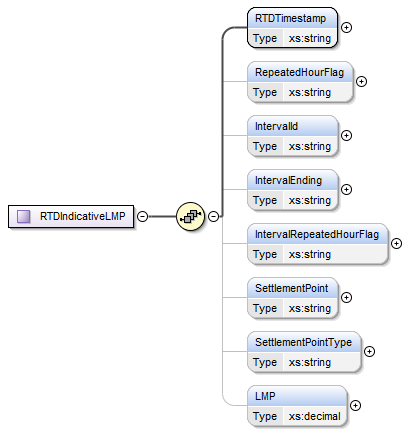 RTDTimestamp
Type xs:string
RepeatedHourFlag
Type xs:string
IntervalId
Type xs:string
IntervalEnding
Type xs:string
RTDIndicativeLMP
IntervalRepeatedHourFlag
Type xs:string
SettlementPoint
Type xs:string
SettlementPointType
Type xs:string
LMP
Type xs:decimal